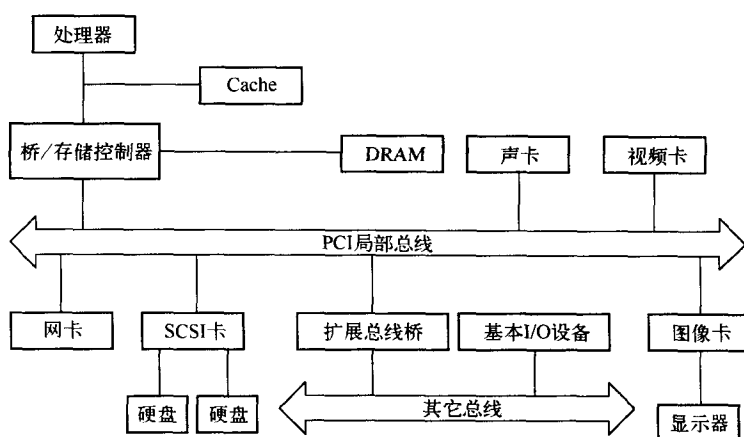 处理器
Cache
桥/存储控制器
DRAM
声卡
视频卡
PCI局部总线
网卡
SCSI卡
扩展总线桥
基本I/O设备
图像卡
硬盘
硬盘
其它总线
显示器